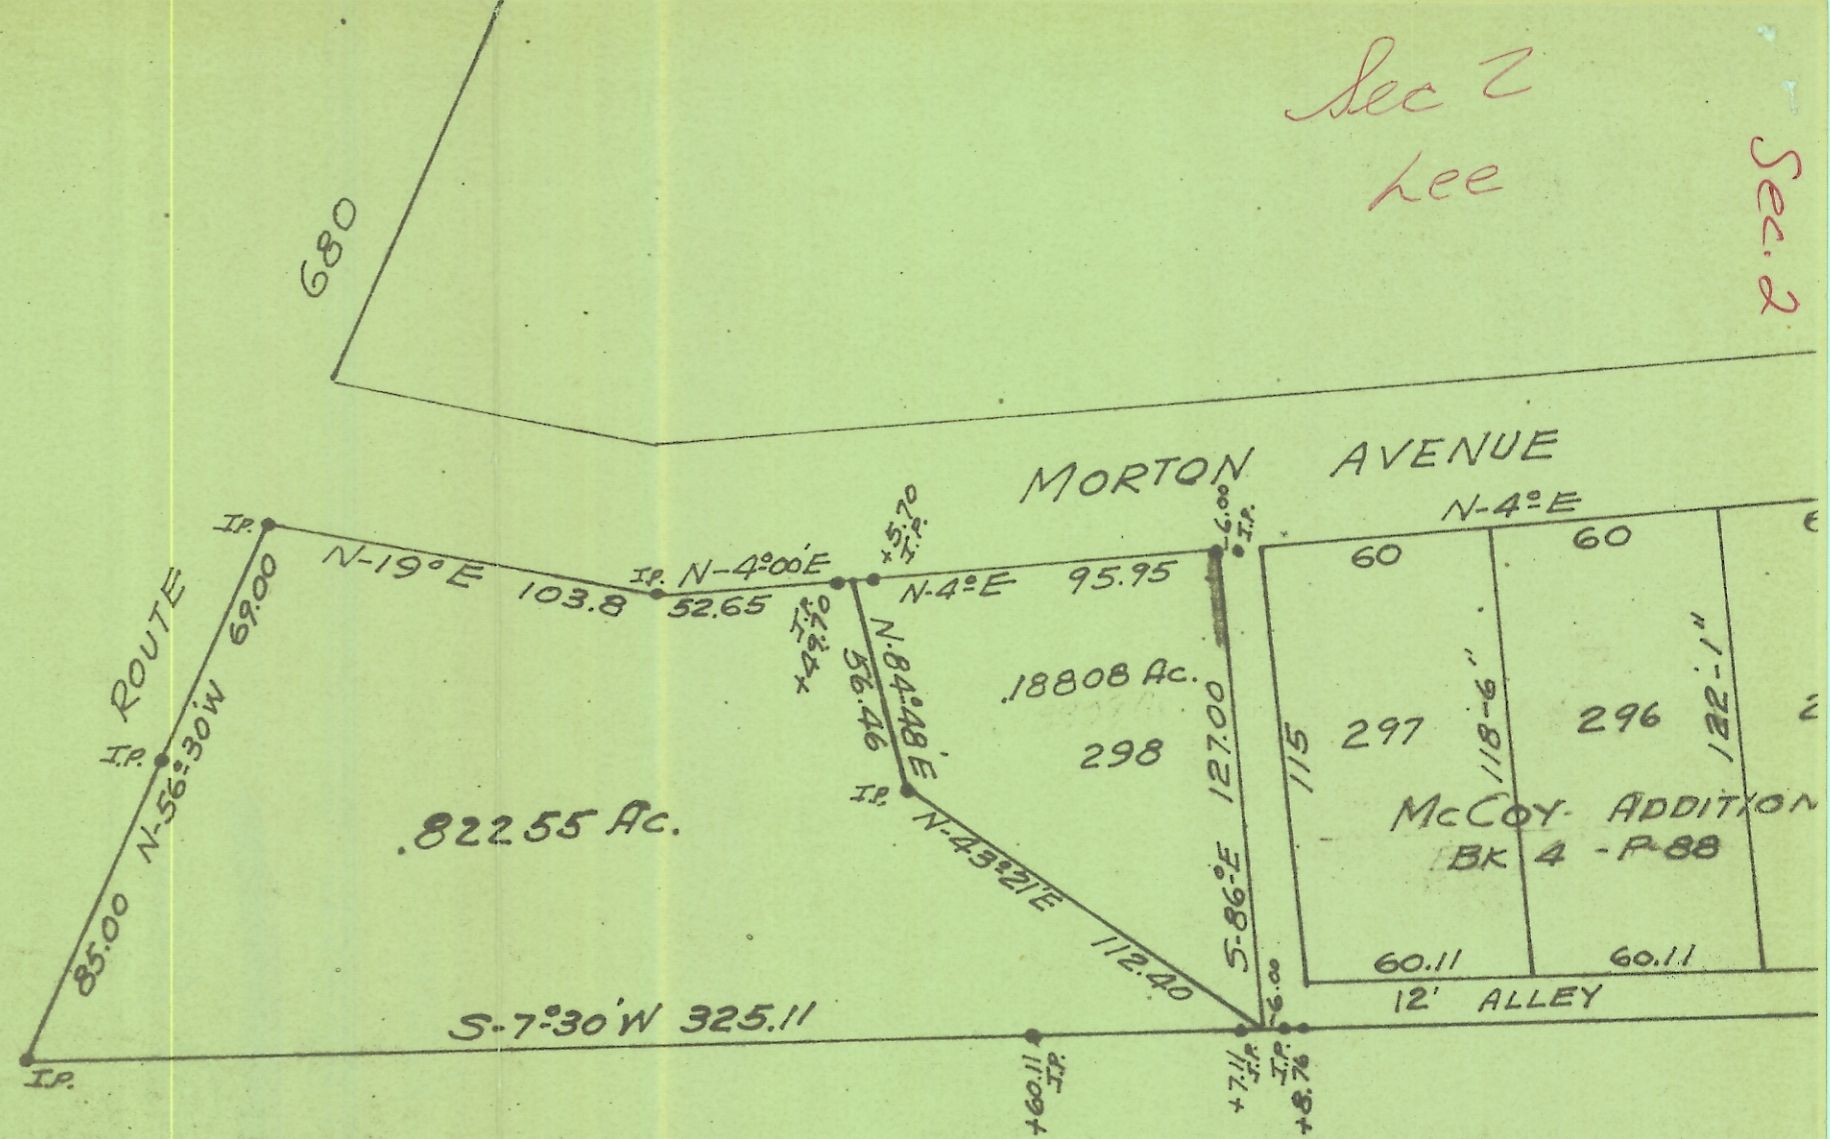 Sec 2
Lee
Sec. 2
680
ROUTE
MORTON AVENUE
N-4°E
60
60
I.P.
N-19°E 103.8
I.P.
N-4°00'E
52.65
+5.70
I.P.
I.P.
+49.70
N-4°E 95.95
-6.00
I.P.
69.00
I.P.
N-56°-30'W
85.00
I.P.
N-84°48'E
56.46
I.P.
.18808 Ac.
298
.82255 Ac.
N-43°21'E
112.40
S-86°E 127.00
115
297
118'-6"
296
122'-1"
2
McCOY- ADDITION
BK 4 - P-88
60.11
60.11
12' ALLEY
S-7°30'W 325.11
+60.11
I.P.
+7.11
I.P.
-6.00
I.P.
+8.76